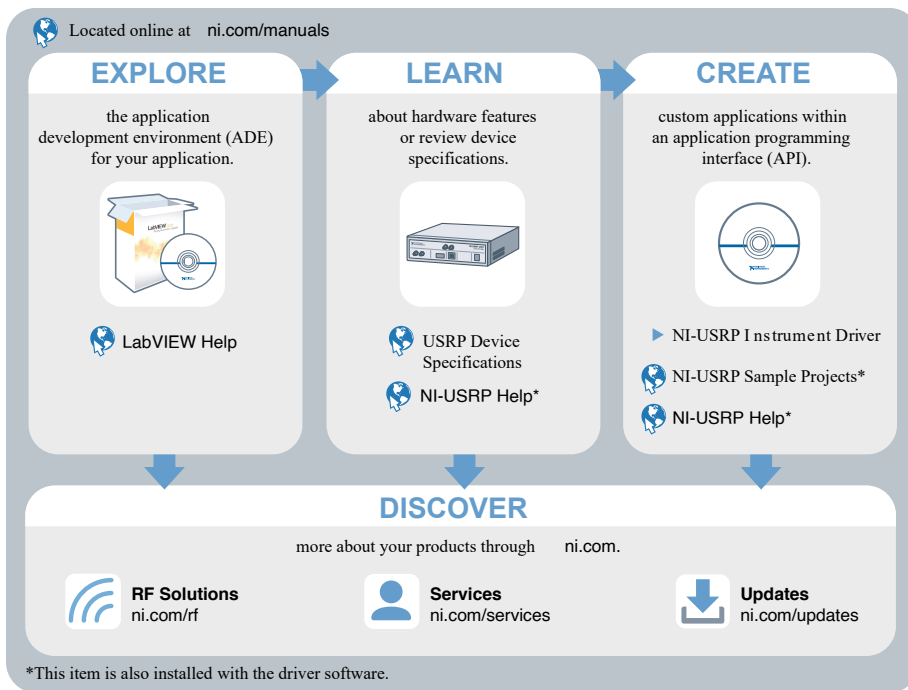 Located online at ni.com/manuals
EXPLORE
the application
development environment (ADE)
for your application.
LabVIEW
LabVIEW Help
LEARN
about hardware features
or review device
specifications.
USRP Device
Specifications
NI-USRP Help*
CREATE
custom applications within
an application programming
interface (API).
NI-USRP Instrument Driver
NI-USRP Sample Projects*
NI-USRP Help*
DISCOVER
more about your products through ni.com.
RF Solutions
ni.com/rf
Services
ni.com/services
Updates
ni.com/updates
*This item is also installed with the driver software.